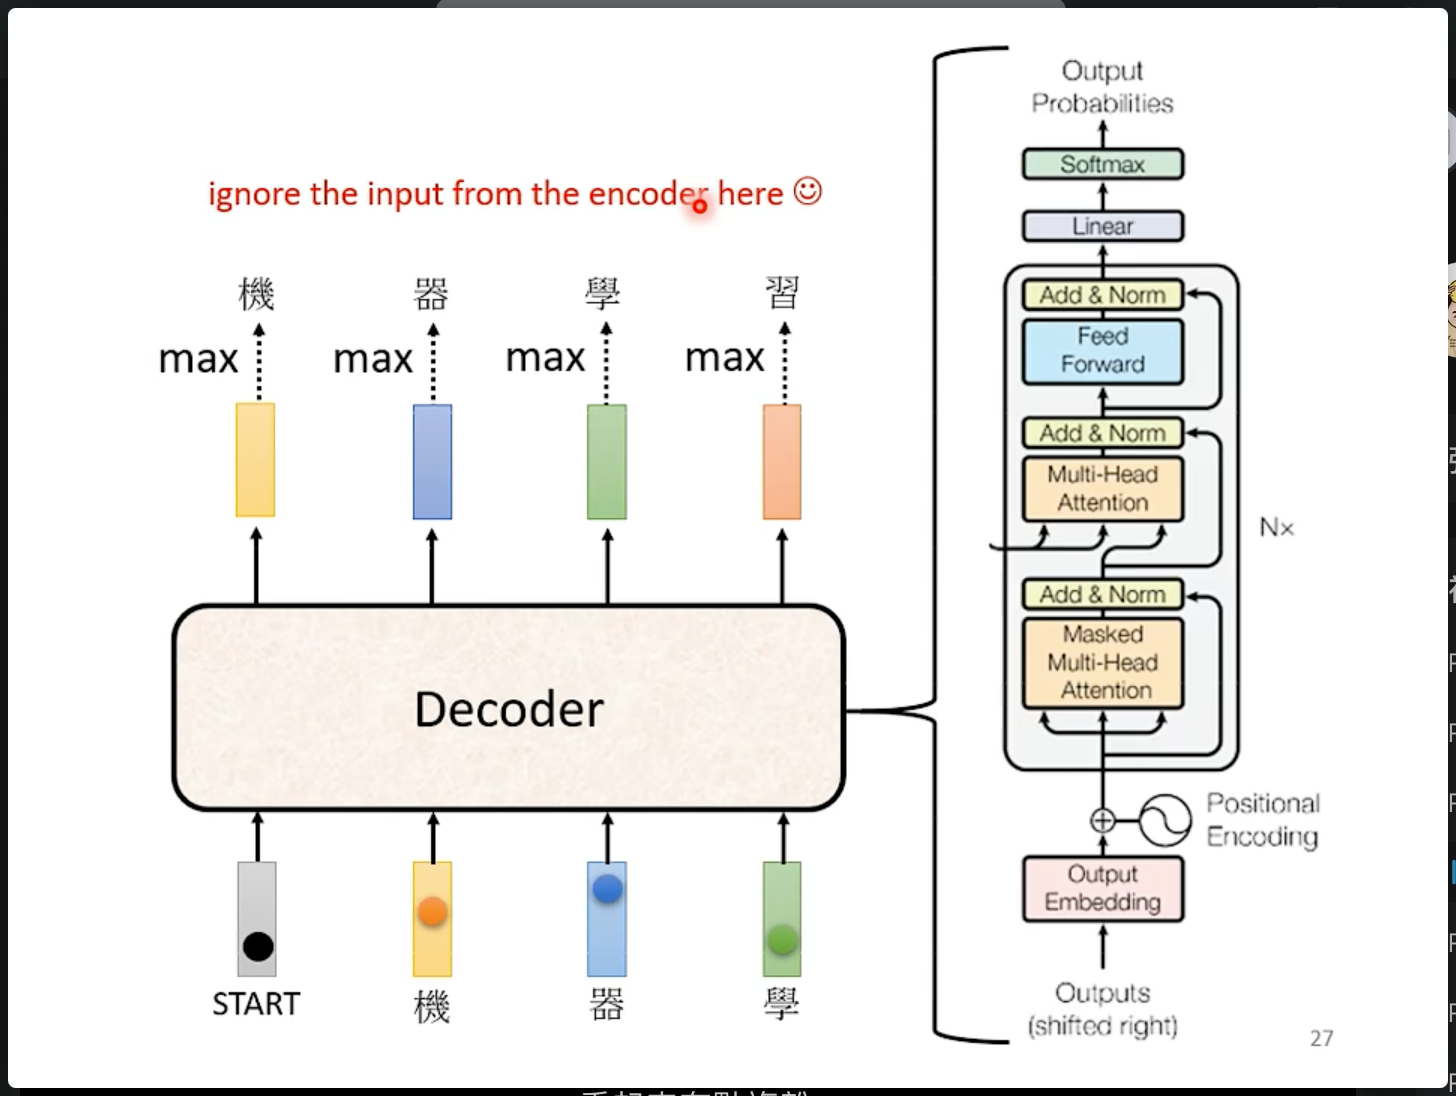 ignore the input from the encoder here ☺
機 器 學 習
max max max max
Decoder
START 機 器 學
Output
Probabilities
Softmax
Linear
Add & Norm
Feed
Forward
Add & Norm
Multi-Head
Attention
N×
Add & Norm
Masked
Multi-Head
Attention
Positional
Encoding
Output
Embedding
Outputs
(shifted right)
27